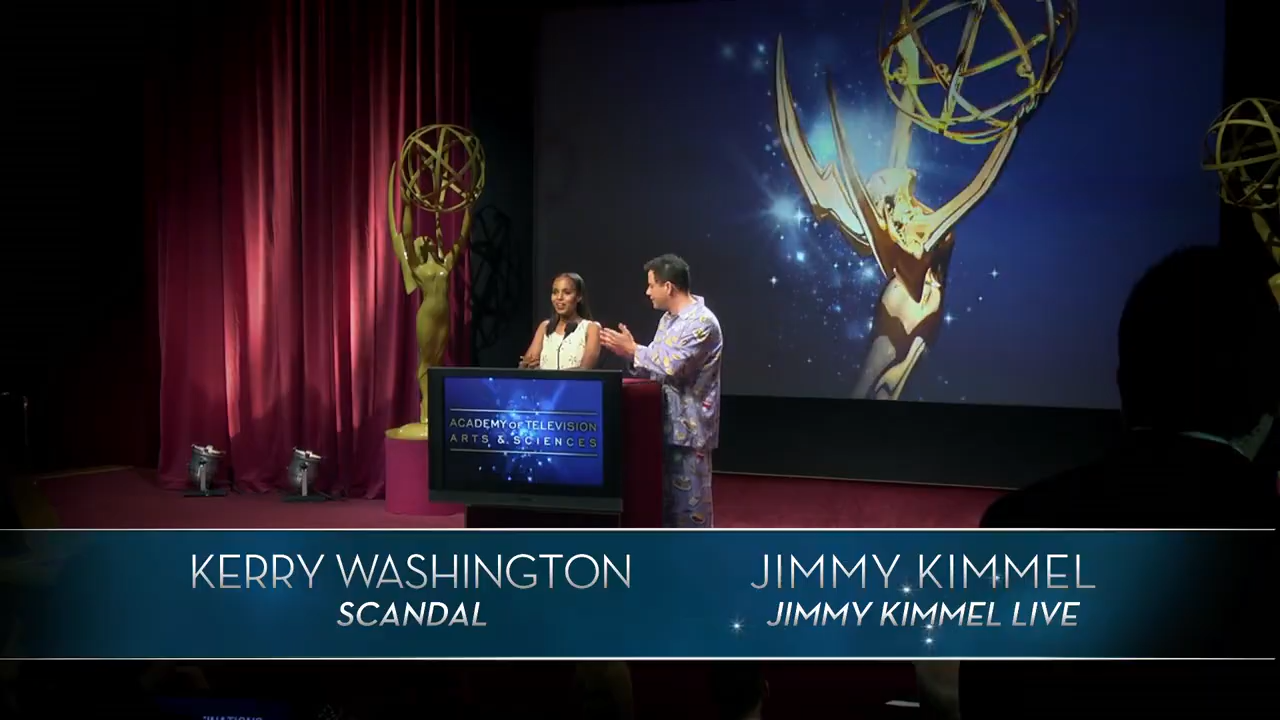 ACADEMY OF TELEVISION
ARTS & SCIENCES
KERRY WASHINGTON
SCANDAL
JIMMY KIMMEL
JIMMY KIMMEL LIVE